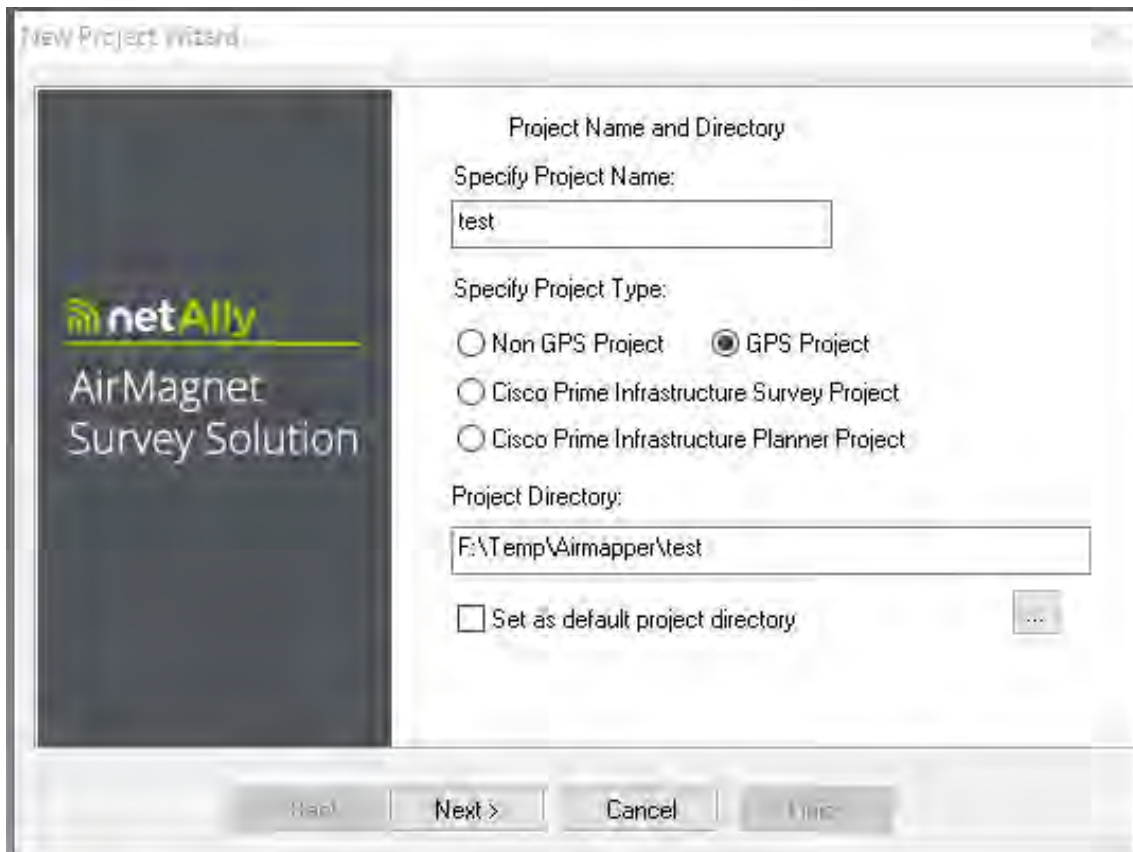 New Project Wizard
netAlly
AirMagnet
Survey Solution
Project Name and Directory
Specify Project Name:
test
Specify Project Type:
Non GPS Project GPS Project
Cisco Prime Infrastructure Survey Project
Cisco Prime Infrastructure Planner Project
Project Directory:
F:\Temp\Airmapper\test
Set as default project directory
...
Next > Cancel